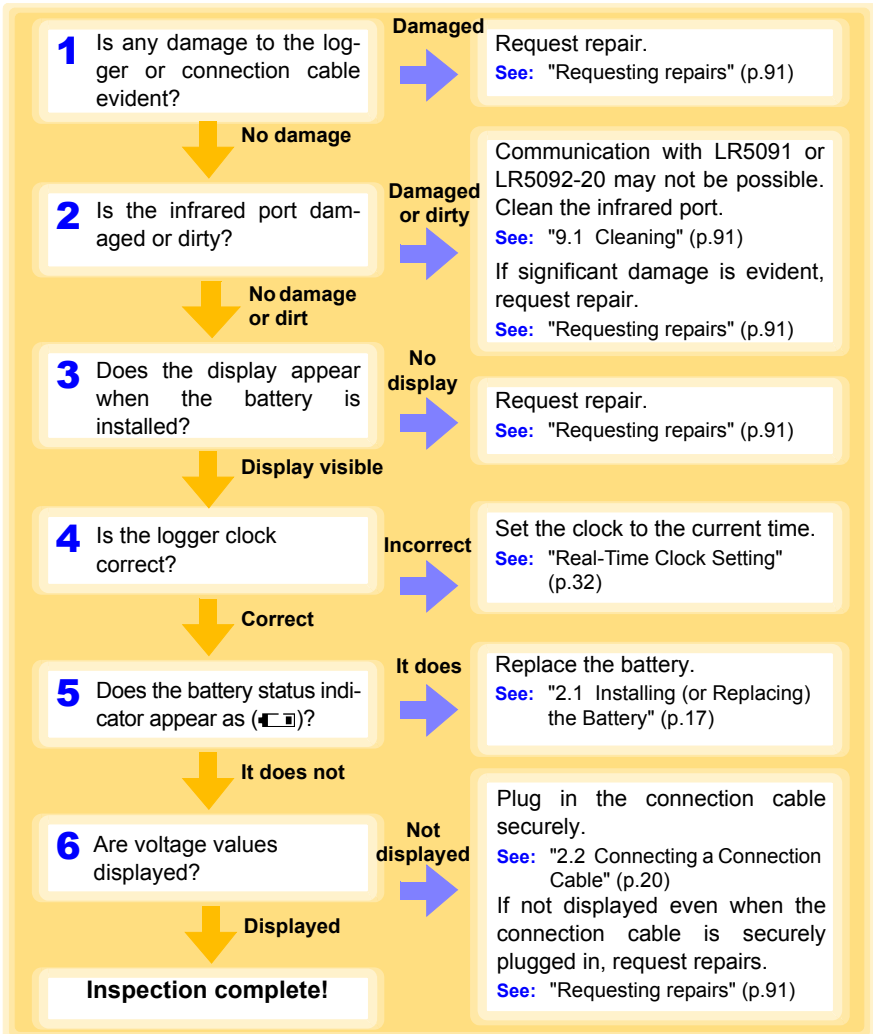 1 Is any damage to the log-
ger or connection cable
evident?
Damaged
Request repair.
See: "Requesting repairs" (p.91)
No damage
2 Is the infrared port dam-
aged or dirty?
Damaged
or dirty
Communication with LR5091 or
LR5092-20 may not be possible.
Clean the infrared port.
See: "9.1 Cleaning" (p.91)
If significant damage is evident,
request repair.
See: "Requesting repairs" (p.91)
No damage
or dirt
3 Does the display appear
when the battery is
installed?
No
display
Request repair.
See: "Requesting repairs" (p.91)
Display visible
4 Is the logger clock
correct?
Incorrect
Set the clock to the current time.
See: "Real-Time Clock Setting"
(p.32)
Correct
5 Does the battery status indi-
cator appear as ( )?
It does
Replace the battery.
See: "2.1 Installing (or Replacing)
the Battery" (p.17)
It does not
6 Are voltage values
displayed?
Not
displayed
Plug in the connection cable
securely.
See: "2.2 Connecting a Connection
Cable" (p.20)
If not displayed even when the
connection cable is securely
plugged in, request repairs.
See: "Requesting repairs" (p.91)
Displayed
Inspection complete!